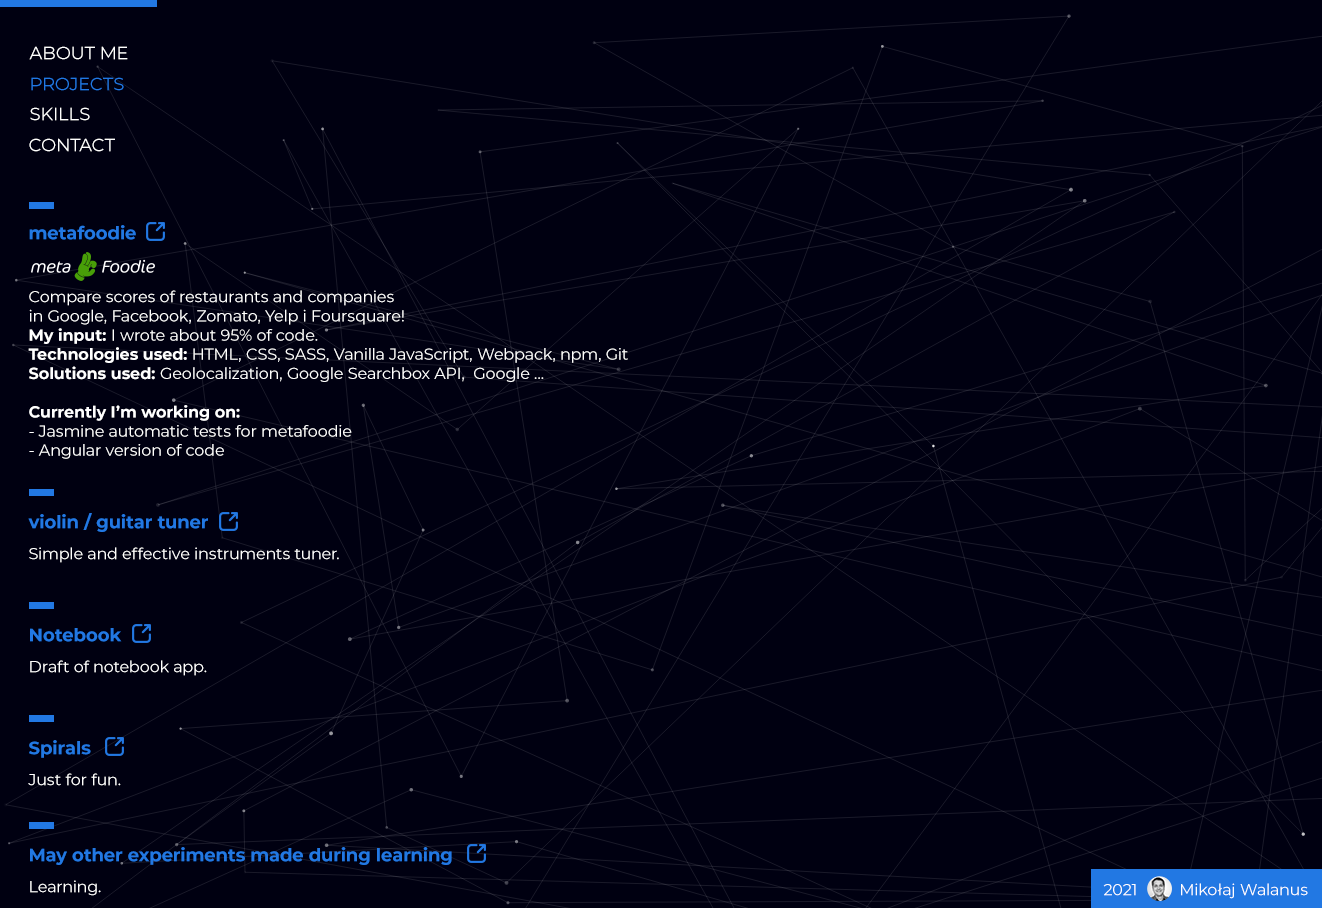 ABOUT ME
PROJECTS
SKILLS
CONTACT
metafoodie
meta Foodie
Compare scores of restaurants and companies
in Google, Facebook, Zomato, Yelp i Foursquare!
My input: I wrote about 95% of code.
Technologies used: HTML, CSS, SASS, Vanilla JavaScript, Webpack, npm, Git
Solutions used: Geolocalization, Google Searchbox API,  Google ...
Currently I'm working on:
- Jasmine automatic tests for metafoodie
- Angular version of code
violin / guitar tuner
Simple and effective instruments tuner.
Notebook
Draft of notebook app.
Spirals
Just for fun.
May other experiments made during learning
Learning.
2021 Mikołaj Walanus